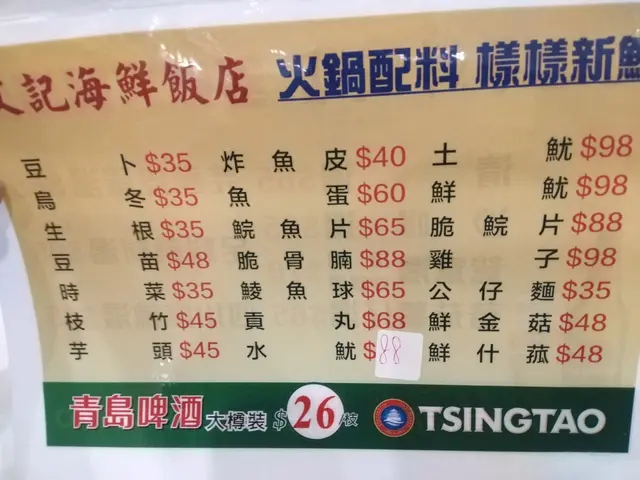 記海鮮飯店 火鍋配料 樣樣新鮮
豆卜 $35 炸魚皮 $40 土魷 $98
烏冬 $35 魚蛋 $60 鮮魷 $98
生根 $35 鯇魚片 $65 脆鯇片 $88
豆苗 $48 脆骨腩 $88 雞子 $98
時菜 $35 鯪魚球 $65 公仔麵 $35
枝竹 $45 貢丸 $68 鮮金菇 $48
芋頭 $45 水魷 $88 鮮什菰 $48
青島啤酒 大樽裝 $26/枝 TSINGTAO